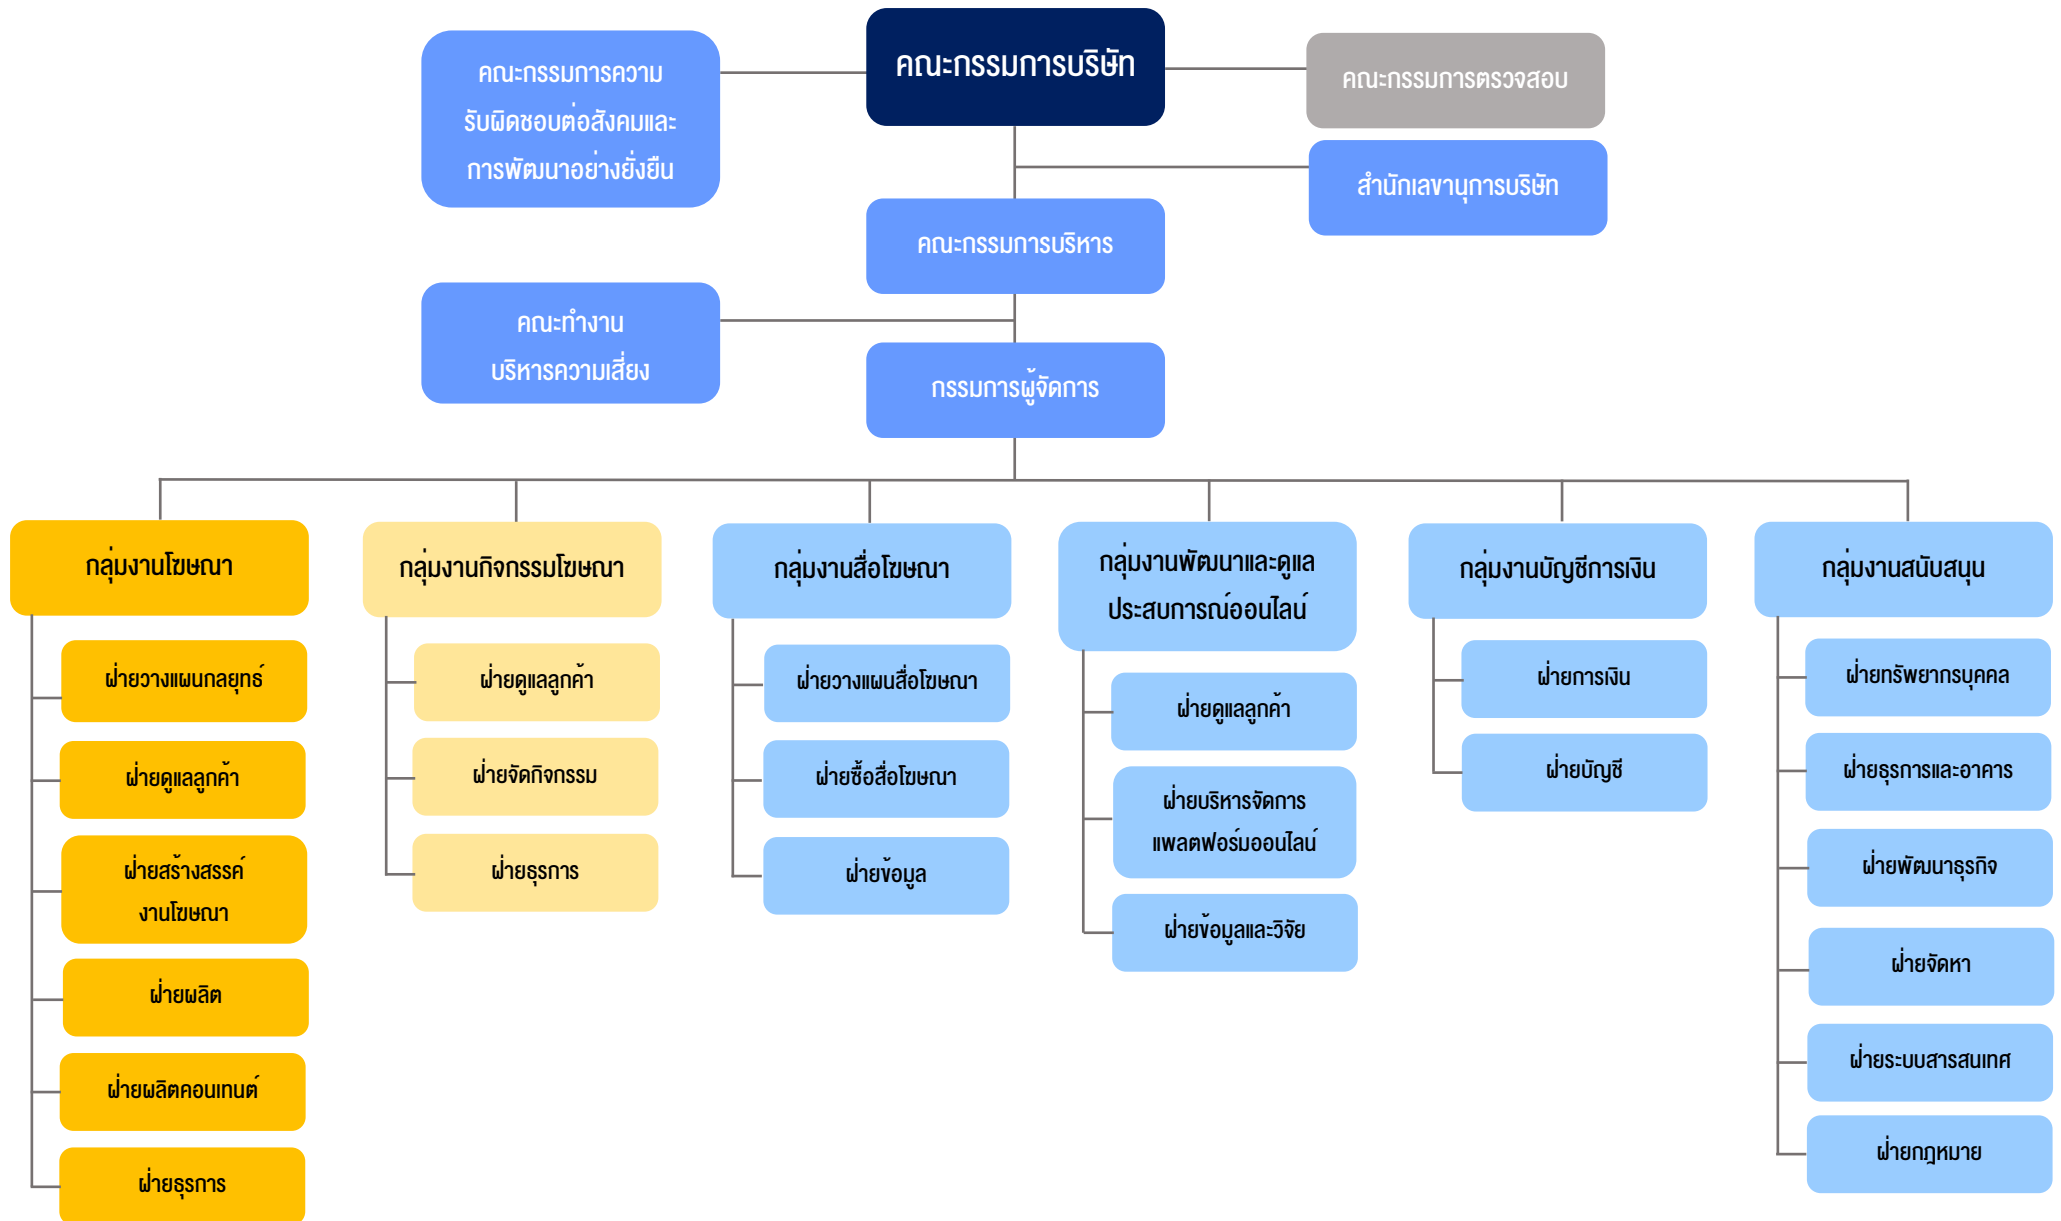 คณะกรรมการบริษัท
คณะกรรมการความ
รับผิดชอบต่อสังคมและ
การพัฒนาอย่างยั่งยืน
คณะกรรมการตรวจสอบ
สำนักเลขานุการบริษัท
คณะกรรมการบริหาร
คณะทำงาน
บริหารความเสี่ยง
กรรมการผู้จัดการ
กลุ่มงานโฆษณา
ฝ่ายวางแผนกลยุทธ์
ฝ่ายดูแลลูกค้า
ฝ่ายสร้างสรรค์
งานโฆษณา
ฝ่ายผลิต
ฝ่ายผลิตคอนเทนต์
ฝ่ายธุรการ
กลุ่มงานกิจกรรมโฆษณา
ฝ่ายดูแลลูกค้า
ฝ่ายจัดกิจกรรม
ฝ่ายธุรการ
กลุ่มงานสื่อโฆษณา
ฝ่ายวางแผนสื่อโฆษณา
ฝ่ายซื้อสื่อโฆษณา
ฝ่ายข้อมูล
กลุ่มงานพัฒนาและดูแล
ประสบการณ์ออนไลน์
ฝ่ายดูแลลูกค้า
ฝ่ายบริหารจัดการ
แพลตฟอร์มออนไลน์
ฝ่ายข้อมูลและวิจัย
กลุ่มงานบัญชีการเงิน
ฝ่ายการเงิน
ฝ่ายบัญชี
กลุ่มงานสนับสนุน
ฝ่ายทรัพยากรบุคคล
ฝ่ายธุรการและอาคาร
ฝ่ายพัฒนาธุรกิจ
ฝ่ายจัดหา
ฝ่ายระบบสารสนเทศ
ฝ่ายกฎหมาย